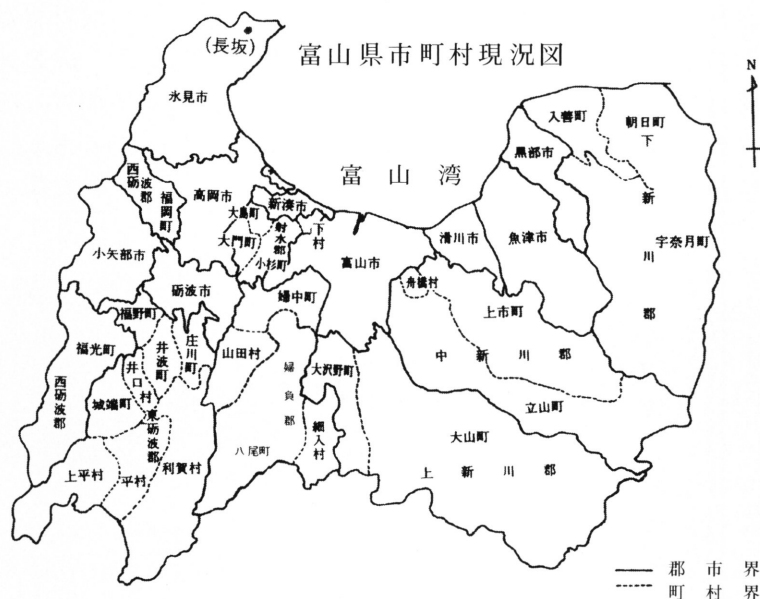 富山県市町村現況図
(長坂)
N
氷見市
入善町
朝日町
下新川郡
黒部市
富山湾
西砺波郡
福岡町
高岡市
新湊市
大島町
下村
射水郡
大門町
小杉町
滑川市
魚津市
宇奈月町
小矢部市
富山市
砺波市
舟橋村
婦中町
上市町
福野町
庄川町
井波町
山田村
中新川郡
福光町
大沢野町
婦負郡
井口村
西砺波郡
城端町
東砺波郡
立山町
細入村
大山町
八尾町
利賀村
上新川郡
上平村
平村
郡市界
町村界